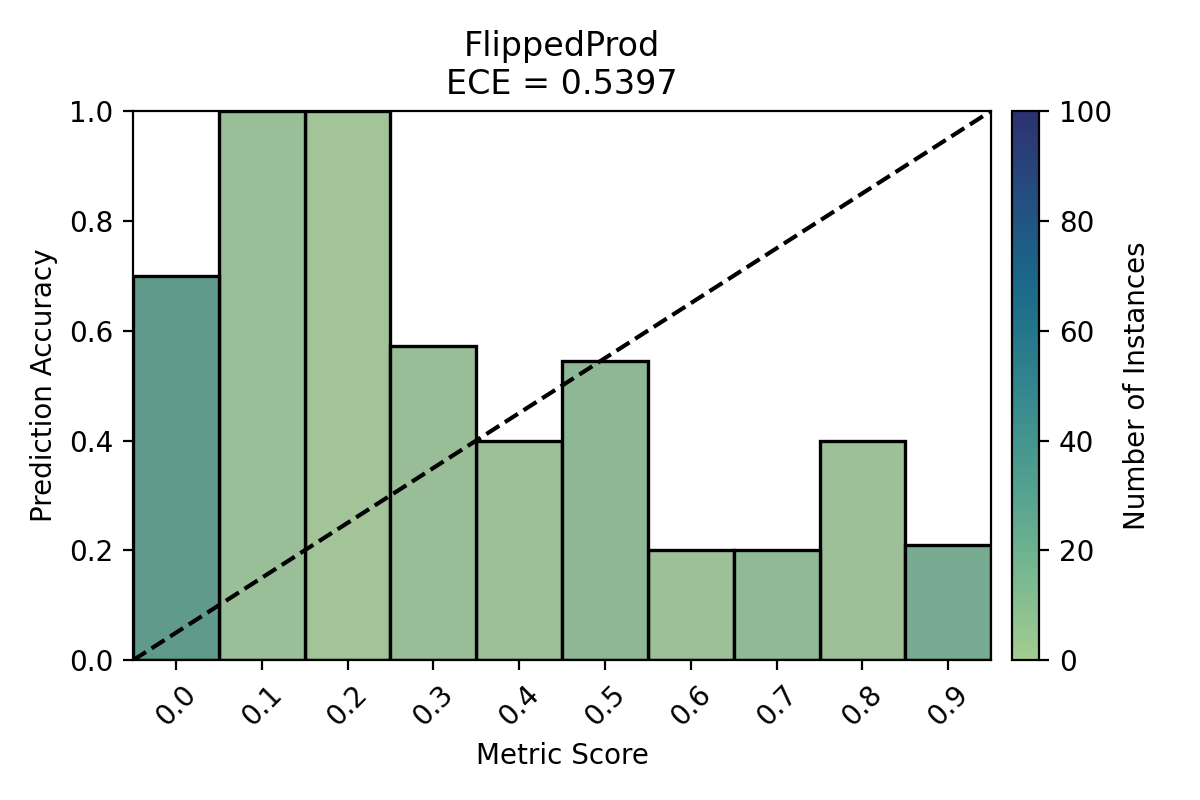 FlippedProd
ECE = 0.5397
1.0
0.8
0.6
0.4
0.2
0.0
Prediction Accuracy
0.0 0.1 0.2 0.3 0.4 0.5 0.6 0.7 0.8 0.9
Metric Score
100
80
60
40
20
0
Number of Instances